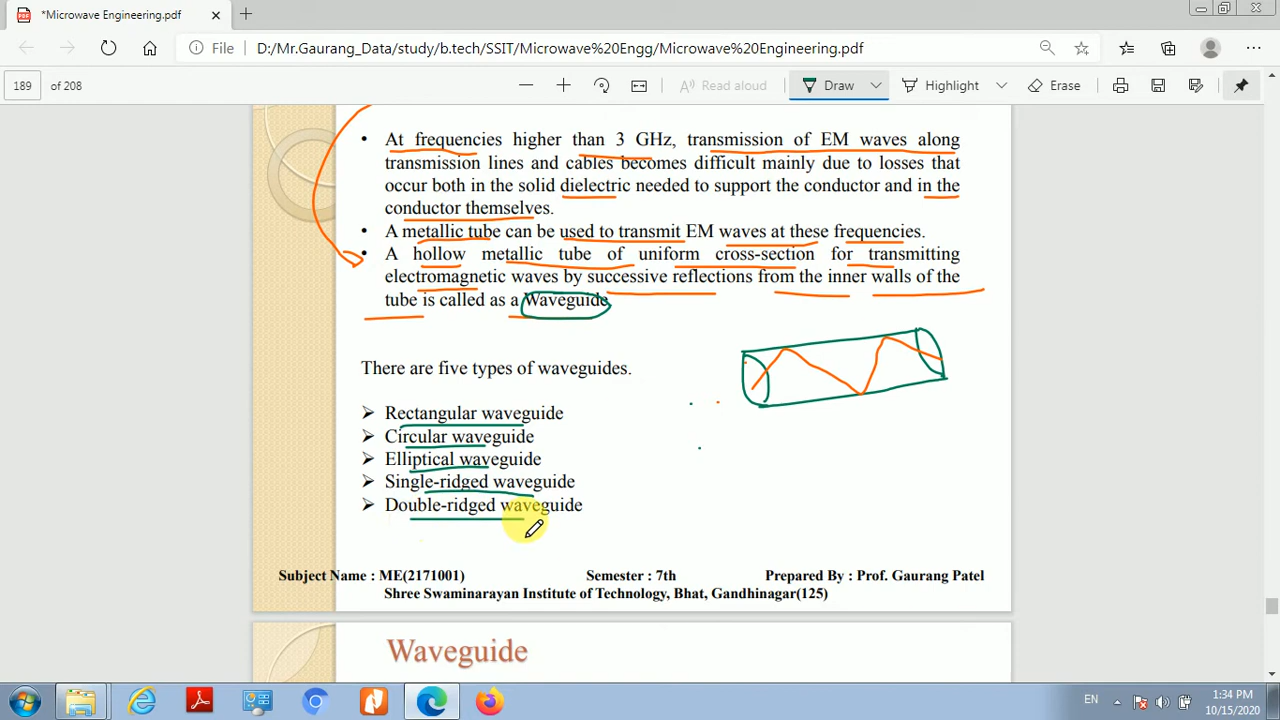 *Microwave Engineering.pdf
File D:/Mr.Gaurang_Data/study/b.tech/SSIT/Microwave%20Engg/Microwave%20Engineering.pdf
189 of 208 Read aloud Draw Highlight Erase
• At frequencies higher than 3 GHz, transmission of EM waves along
transmission lines and cables becomes difficult mainly due to losses that
occur both in the solid dielectric needed to support the conductor and in the
conductor themselves.
• A metallic tube can be used to transmit EM waves at these frequencies.
• A hollow metallic tube of uniform cross-section for transmitting
electromagnetic waves by successive reflections from the inner walls of the
tube is called as a Waveguide
There are five types of waveguides.
➢ Rectangular waveguide
➢ Circular waveguide
➢ Elliptical waveguide
➢ Single-ridged waveguide
➢ Double-ridged waveguide
Subject Name : ME(2171001) Semester : 7th Prepared By : Prof. Gaurang Patel
Shree Swaminarayan Institute of Technology, Bhat, Gandhinagar(125)
Waveguide
EN 1:34 PM
10/15/2020